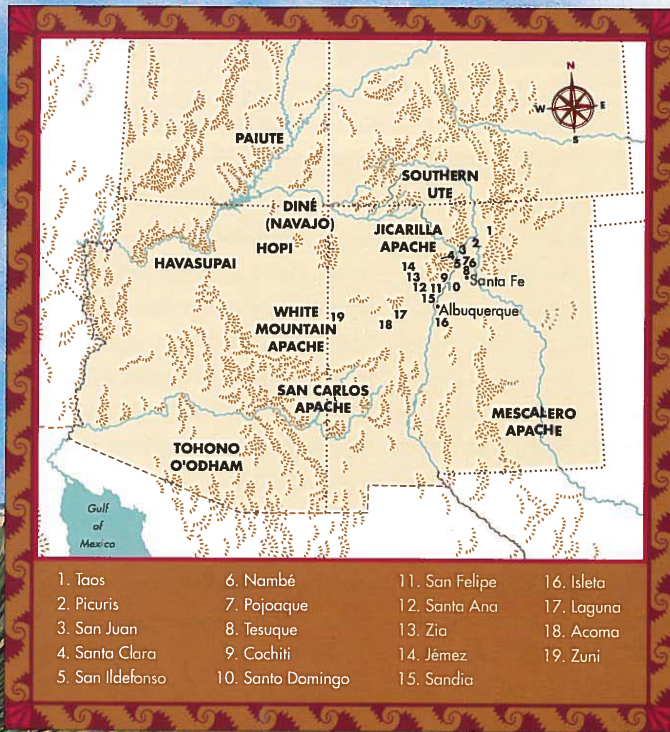 N
W E
S
PAIUTE
SOUTHERN
UTE
DINÉ
(NAVAJO)
JICARILLA
APACHE
1
2
3
4
5
7 6
8
HOPI
HAVASUPAI
14
13
12
11
9
10
Santa Fe
15
Albuquerque
16
WHITE
MOUNTAIN
APACHE
19
17
18
SAN CARLOS
APACHE
MESCALERO
APACHE
TOHONO
O'ODHAM
Gulf
of
Mexico
1. Taos
2. Picuris
3. San Juan
4. Santa Clara
5. San Ildefonso
6. Nambé
7. Pojoaque
8. Tesuque
9. Cochiti
10. Santo Domingo
11. San Felipe
12. Santa Ana
13. Zia
14. Jémez
15. Sandia
16. Isleta
17. Laguna
18. Acoma
19. Zuni